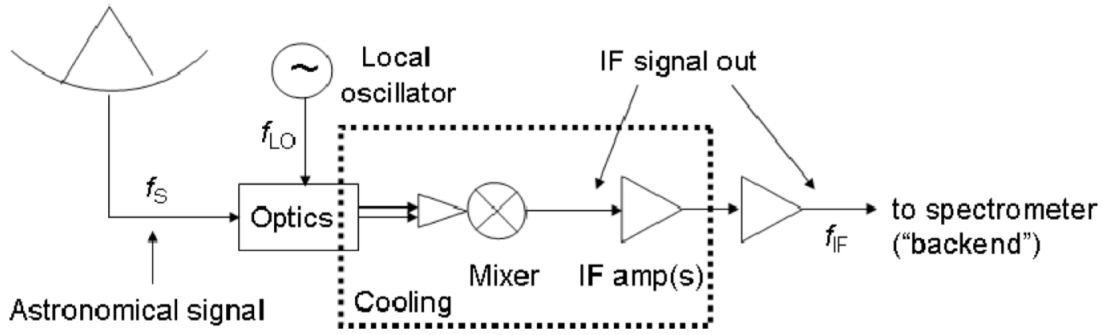 Local
oscillator
IF signal out
~
f_LO
f_S
Optics
to spectrometer
("backend")
f_IF
Mixer
IF amp(s)
Cooling
Astronomical signal